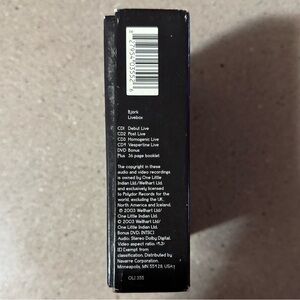 Bjork
Livebox
CD1 Debut Live
CD2 Post Live
CD3 Homogenic Live
CD4 Vespertine Live
DVD Bonus
Plus 36 page booklet
The copyright in these
audio and video recordings
is owned by One Little
Indian Ltd/Wellhart Ltd/
and exclusively licensed
to Polydor Records for the
world, excluding the UK,
North America and Iceland.
℗ 2003 Wellhart Ltd/
One Little Indian Ltd.
© 2003 Wellhart Ltd/
One Little Indian Ltd.
Bonus DVD: (NTSC)
Audio: Stereo Dolby Digital.
Video aspect ratio: 4:3.
(E) Exempt from
classification. Distributed by
Navarre Corporation.
Minneapolis, MN 55428, USA